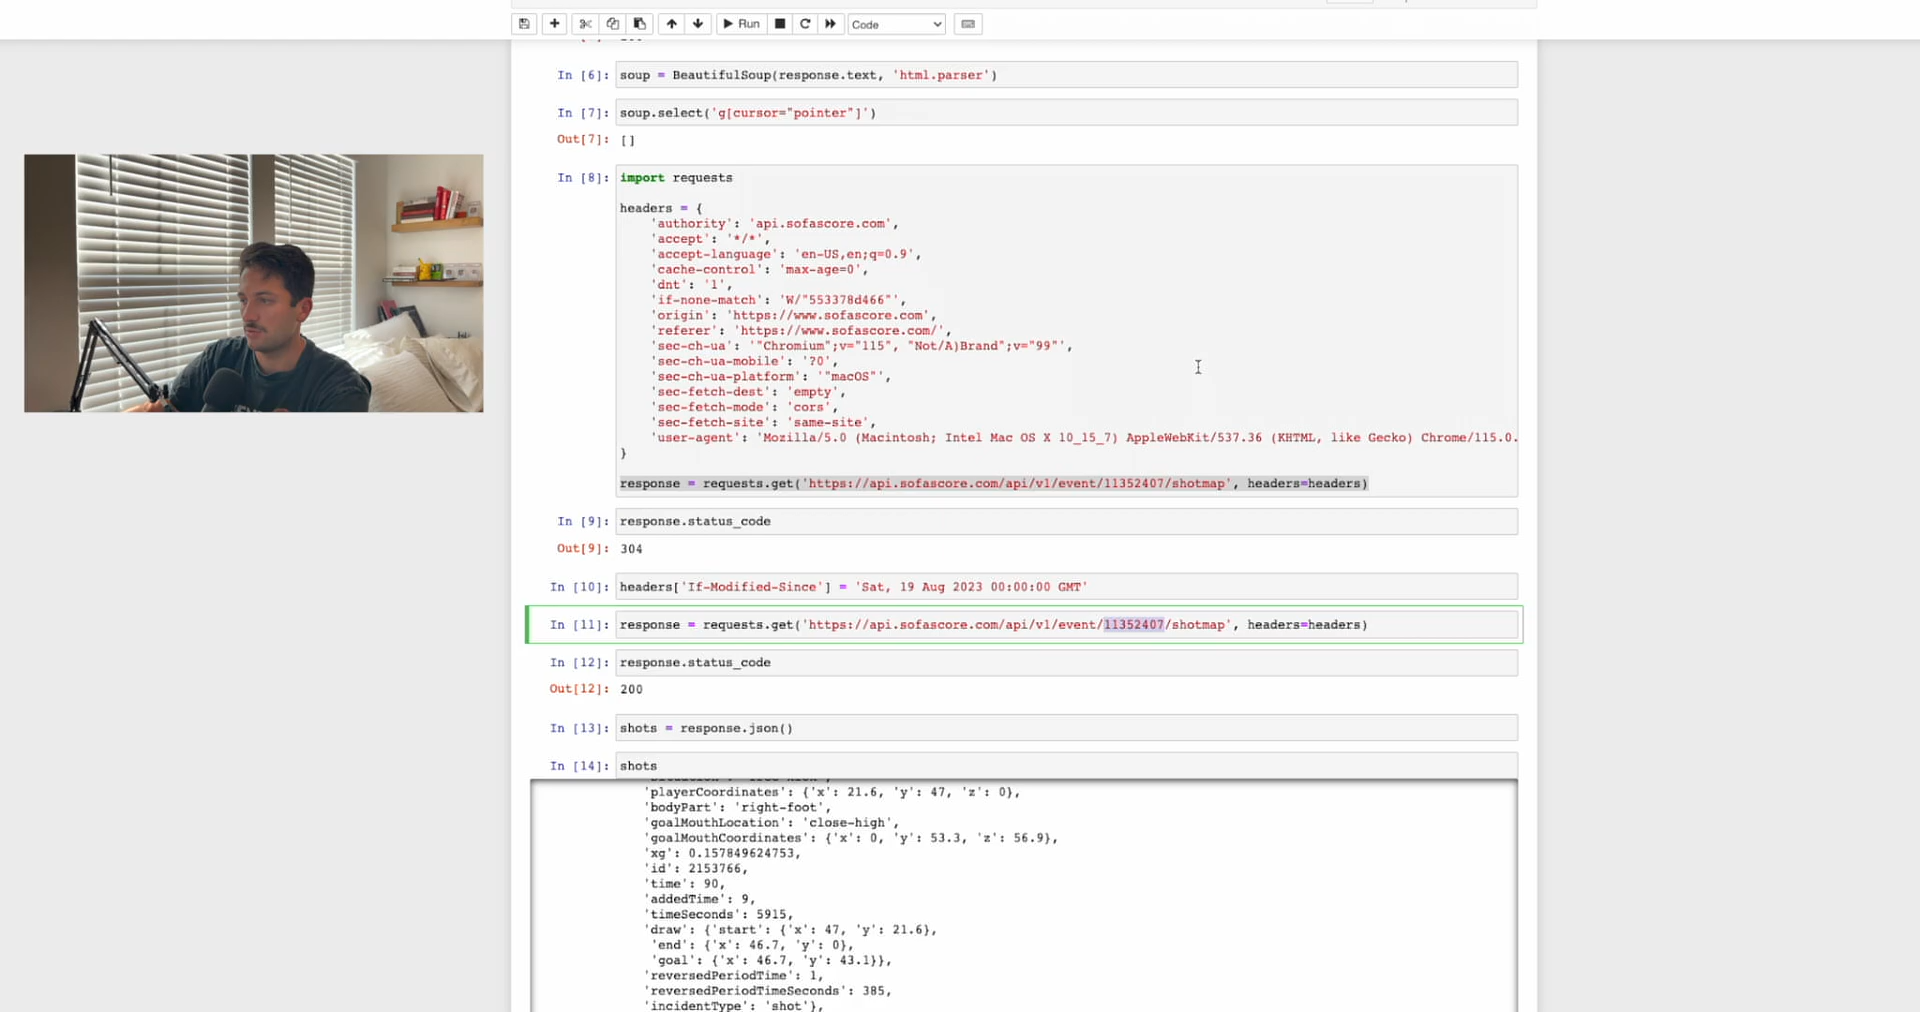 Run
Code
In [6]: soup = BeautifulSoup(response.text, 'html.parser')
In [7]: soup.select('g[cursor="pointer"]')
Out[7]: []
In [8]: import requests
headers = {
'authority': 'api.sofascore.com',
'accept': '*/*',
'accept-language': 'en-US,en;q=0.9',
'cache-control': 'max-age=0',
'dnt': '1',
'if-none-match': 'W/"553378d466"',
'origin': 'https://www.sofascore.com',
'referer': 'https://www.sofascore.com/',
'sec-ch-ua': '"Chromium";v="115", "Not/A)Brand";v="99"',
'sec-ch-ua-mobile': '?0',
'sec-ch-ua-platform': '"macOS"',
'sec-fetch-dest': 'empty',
'sec-fetch-mode': 'cors',
'sec-fetch-site': 'same-site',
'user-agent': 'Mozilla/5.0 (Macintosh; Intel Mac OS X 10_15_7) AppleWebKit/537.36 (KHTML, like Gecko) Chrome/115.0.
}
response = requests.get('https://api.sofascore.com/api/v1/event/11352407/shotmap', headers=headers)
In [9]: response.status_code
Out[9]: 304
In [10]: headers['If-Modified-Since'] = 'Sat, 19 Aug 2023 00:00:00 GMT'
In [11]: response = requests.get('https://api.sofascore.com/api/v1/event/11352407/shotmap', headers=headers)
In [12]: response.status_code
Out[12]: 200
In [13]: shots = response.json()
In [14]: shots
'playerCoordinates': {'x': 21.6, 'y': 47, 'z': 0},
'bodyPart': 'right-foot',
'goalMouthLocation': 'close-high',
'goalMouthCoordinates': {'x': 0, 'y': 53.3, 'z': 56.9},
'xg': 0.157849624753,
'id': 2153766,
'time': 90,
'addedTime': 9,
'timeSeconds': 5915,
'draw': {'start': {'x': 47, 'y': 21.6},
'end': {'x': 46.7, 'y': 0},
'goal': {'x': 46.7, 'y': 43.1}},
'reversedPeriodTime': 1,
'reversedPeriodTimeSeconds': 385,
'incidentType': 'shot'},